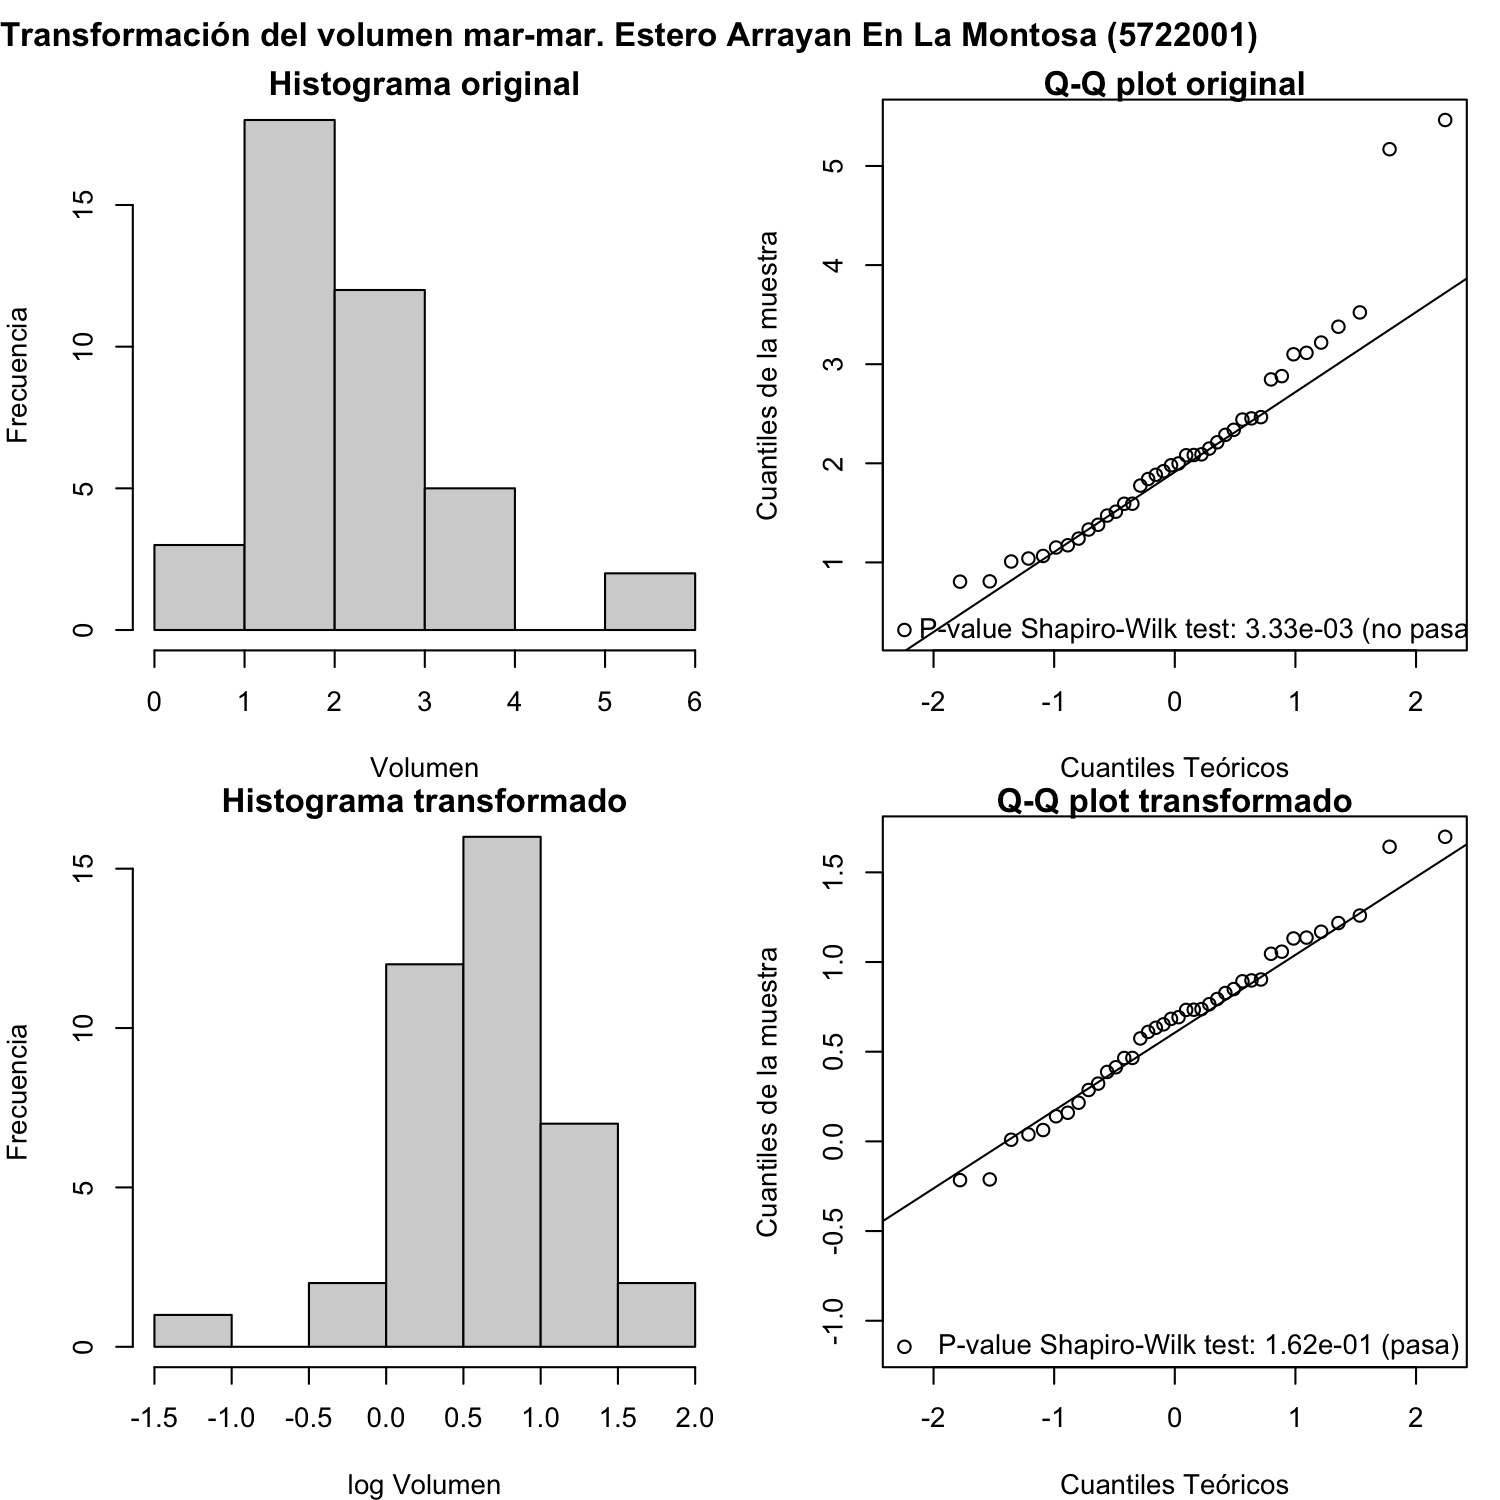 Transformación del volumen mar-mar. Estero Arrayan En La Montosa (5722001)
Histograma original
Frecuencia
15
10
5
0
0 1 2 3 4 5 6
Volumen
Q-Q plot original
Cuantiles de la muestra
5
4
3
2
1
P-value Shapiro-Wilk test: 3.33e-03 (no pasa
-2 -1 0 1 2
Cuantiles Teóricos
Histograma transformado
Frecuencia
15
10
5
0
-1.5 -1.0 -0.5 0.0 0.5 1.0 1.5 2.0
log Volumen
Q-Q plot transformado
Cuantiles de la muestra
1.5
1.0
0.5
0.0
-0.5
-1.0
P-value Shapiro-Wilk test: 1.62e-01 (pasa)
-2 -1 0 1 2
Cuantiles Teóricos